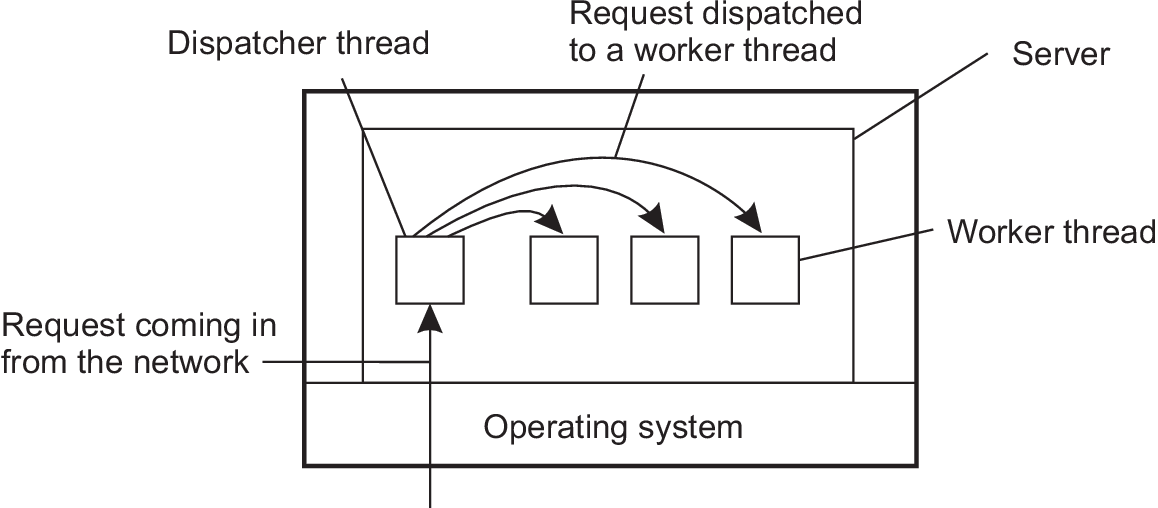 Request dispatched
to a worker thread
Dispatcher thread
Server
Worker thread
Request coming in
from the network
Operating system